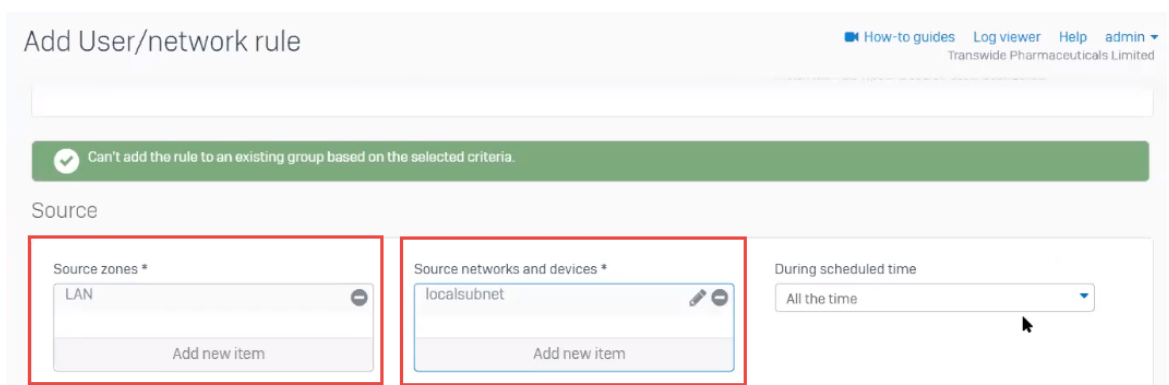 Add User/network rule
How-to guides Log viewer Help admin
Transwide Pharmaceuticals Limited
Can't add the rule to an existing group based on the selected criteria.
Source
Source zones * Source networks and devices * During scheduled time
LAN localsubnet All the time
Add new item Add new item